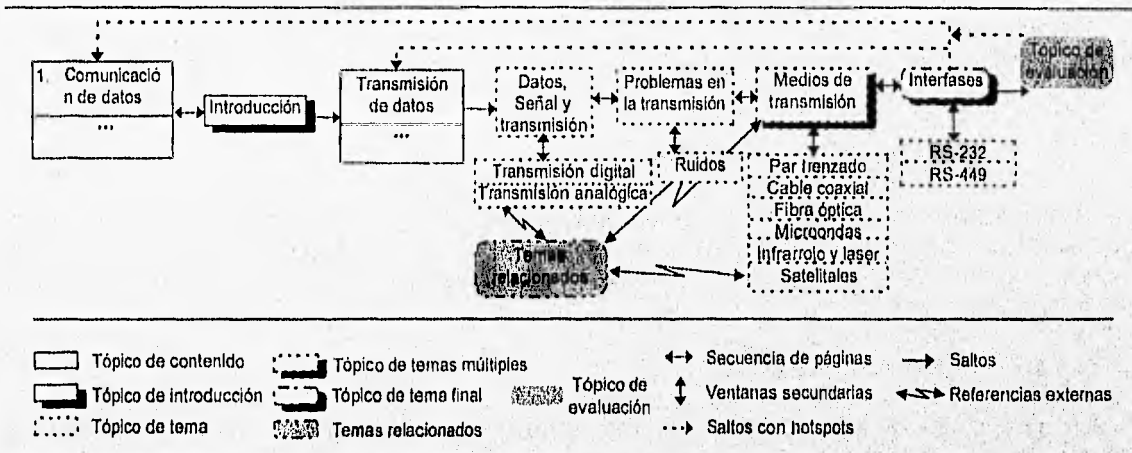 1. Comunicació
n de datos
...
Introducción
Transmisión
de datos
...
Datos,
Señal y
transmisión
Problemas en
la transmisión
Medios de
transmisión
Interfases
Tópico de
evaluación
Transmisión digital
Transmisión analógica
Ruidos
Par trenzado
Cable coaxial
Fibra óptica
Microondas
Infrarrojo y laser
Satelitales
RS-232
RS-449
Temas
relacionados
Tópico de contenido
Tópico de introducción
Tópico de tema
Tópico de temas múltiples
Tópico de tema final
Temas relacionados
Tópico de
evaluación
Secuencia de páginas
Ventanas secundarias
Saltos con hotspots
Saltos
Referencias externas